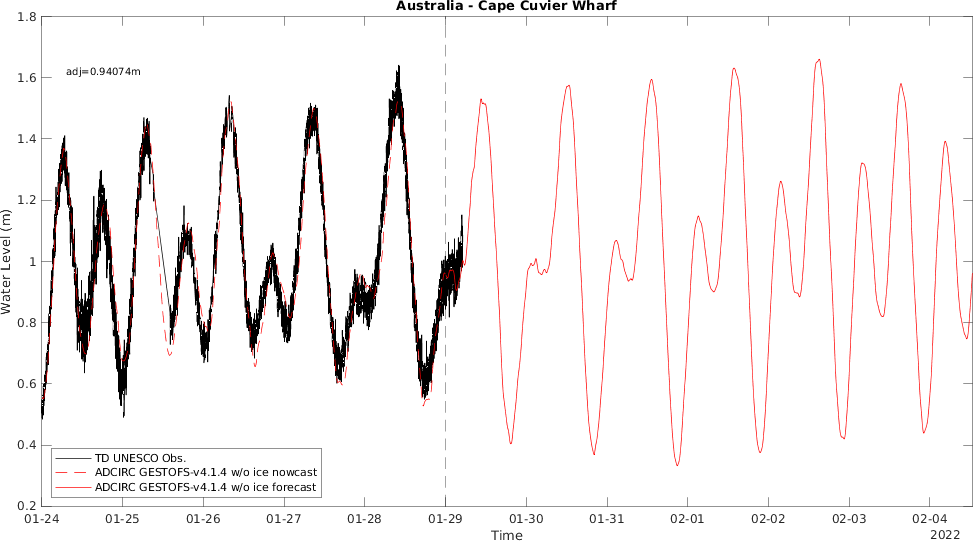 Australia - Cape Cuvier Wharf
1.8
1.6
1.4
1.2
1
0.8
0.6
0.4
0.2
Water Level (m)
adj=0.94074m
TD UNESCO Obs.
ADCIRC GESTOFS-v4.1.4 w/o ice nowcast
ADCIRC GESTOFS-v4.1.4 w/o ice forecast
01-24 01-25 01-26 01-27 01-28 01-29 01-30 01-31 02-01 02-02 02-03 02-04
Time
2022